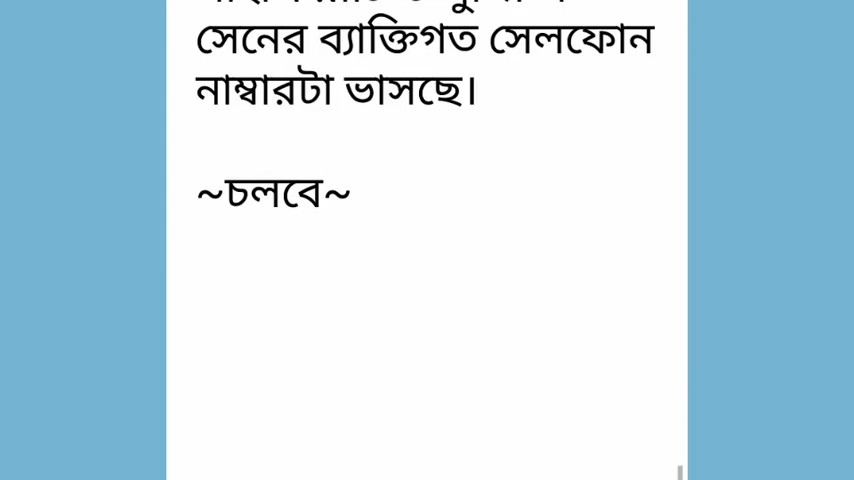 সেনের ব্যাক্তিগত সেলফোন
নাম্বারটা ভাসছে।
~চলবে~